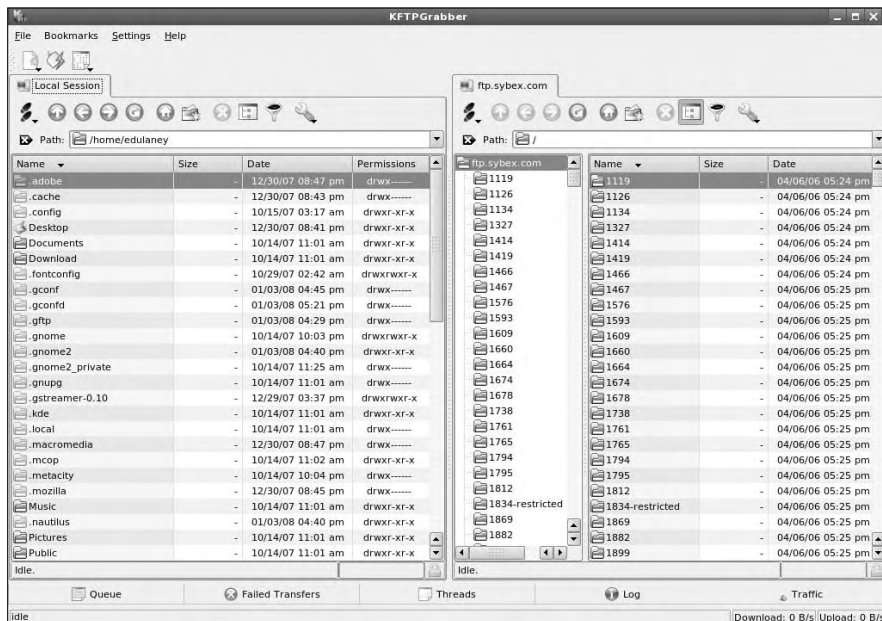 KFTPGrabber
File Bookmarks Settings Help
Local Session
Path: /home/edulaney
Name Size Date Permissions
.adobe - 12/30/07 08:47 pm drwx------
.cache - 12/30/07 08:43 pm drwx------
.config - 10/15/07 03:17 am drwxr-xr-x
Desktop - 12/30/07 08:41 pm drwxr-xr-x
Documents - 10/14/07 11:01 am drwxr-xr-x
Download - 10/14/07 11:01 am drwxr-xr-x
.fontconfig - 10/29/07 02:42 am drwxrwxr-x
.gconf - 01/03/08 04:45 pm drwx------
.gconfd - 01/03/08 05:21 pm drwx------
.gftp - 01/03/08 04:29 pm drwx------
.gnome - 10/14/07 10:03 pm drwxrwxr-x
.gnome2 - 01/03/08 04:40 pm drwxr-xr-x
.gnome2_private - 10/14/07 11:25 am drwx------
.gnupg - 10/14/07 11:01 am drwx------
.gstreamer-0.10 - 12/29/07 03:37 pm drwxrwxr-x
.kde - 10/14/07 11:01 am drwxr-xr-x
.local - 10/14/07 11:01 am drwx------
.macromedia - 12/30/07 08:47 pm drwx------
.mcop - 10/14/07 11:02 am drwxr-xr-x
.metacity - 10/14/07 10:04 pm drwx------
.mozilla - 12/30/07 08:45 pm drwx------
Music - 10/14/07 11:01 am drwxr-xr-x
.nautilus - 01/03/08 04:40 pm drwxr-xr-x
Pictures - 10/14/07 11:01 am drwxr-xr-x
Public - 10/14/07 11:01 am drwxr-xr-x
Idle.
ftp.sybex.com
Path: /
ftp.sybex.com
1119
1126
1134
1327
1414
1419
1466
1467
1576
1593
1609
1660
1664
1674
1678
1738
1761
1765
1794
1795
1812
1834-restricted
1869
1882
Name Size Date
1119 - 04/06/06 05:24 pm
1126 - 04/06/06 05:24 pm
1134 - 04/06/06 05:24 pm
1327 - 04/06/06 05:24 pm
1414 - 04/06/06 05:24 pm
1419 - 04/06/06 05:24 pm
1466 - 04/06/06 05:24 pm
1467 - 04/06/06 05:25 pm
1576 - 04/06/06 05:25 pm
1593 - 04/06/06 05:25 pm
1609 - 04/06/06 05:25 pm
1660 - 04/06/06 05:25 pm
1664 - 04/06/06 05:25 pm
1674 - 04/06/06 05:25 pm
1678 - 04/06/06 05:25 pm
1738 - 04/06/06 05:25 pm
1761 - 04/06/06 05:25 pm
1765 - 04/06/06 05:25 pm
1794 - 04/06/06 05:25 pm
1795 - 04/06/06 05:25 pm
1812 - 04/06/06 05:25 pm
1834-restricted - 04/06/06 05:25 pm
1869 - 04/06/06 05:25 pm
1882 - 04/06/06 05:25 pm
1899 - 04/06/06 05:25 pm
Idle.
Queue Failed Transfers Threads Log Traffic
idle Download: 0 B/s Upload: 0 B/s